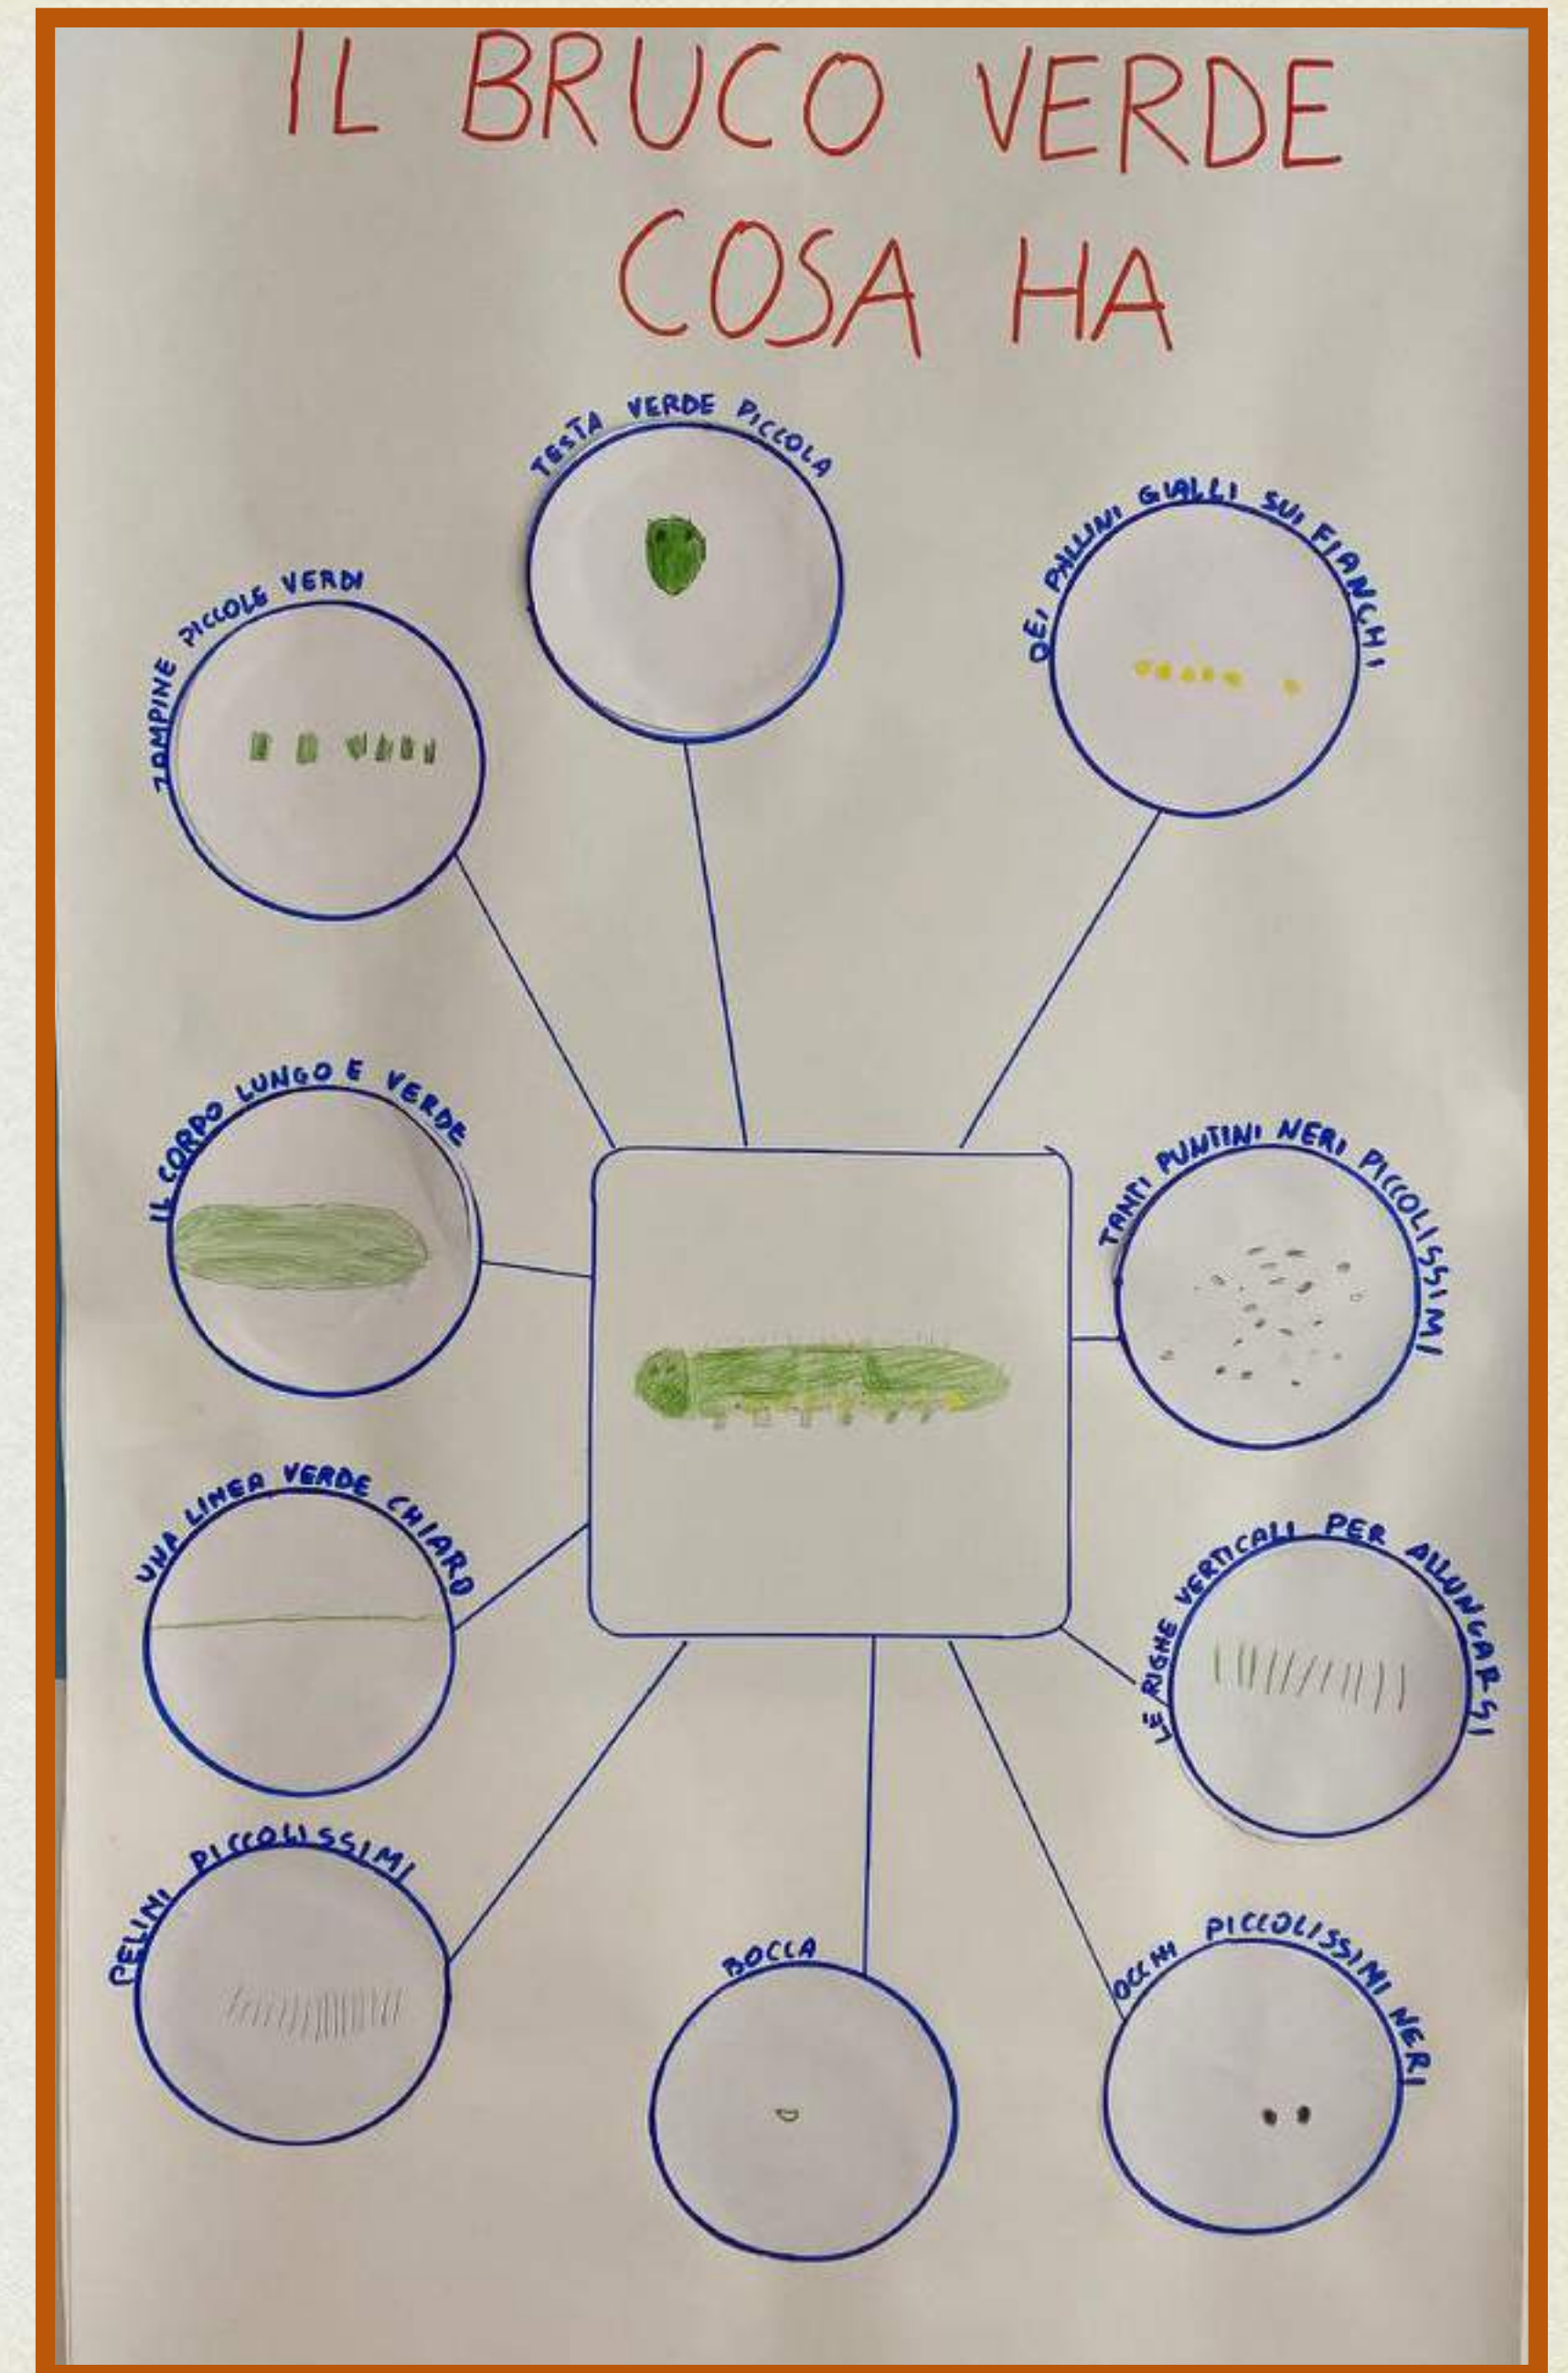 IL BRUCO VERDE
COSA HA
TESTA VERDE PICCOLA
DEI PALLINI GIALLI SUI FIANCHI
ZAMPINE PICCOLE VERDI
IL CORPO LUNGO E VERDE
TANTI PUNTINI NERI PICCOLISSIMI
UNA LINEA VERDE CHIARO
LE RIGHE VERTICALI PER ALLUNGARSI
PELINI PICCOLISSIMI
BOCCA
OCCHI PICCOLISSIMI NERI